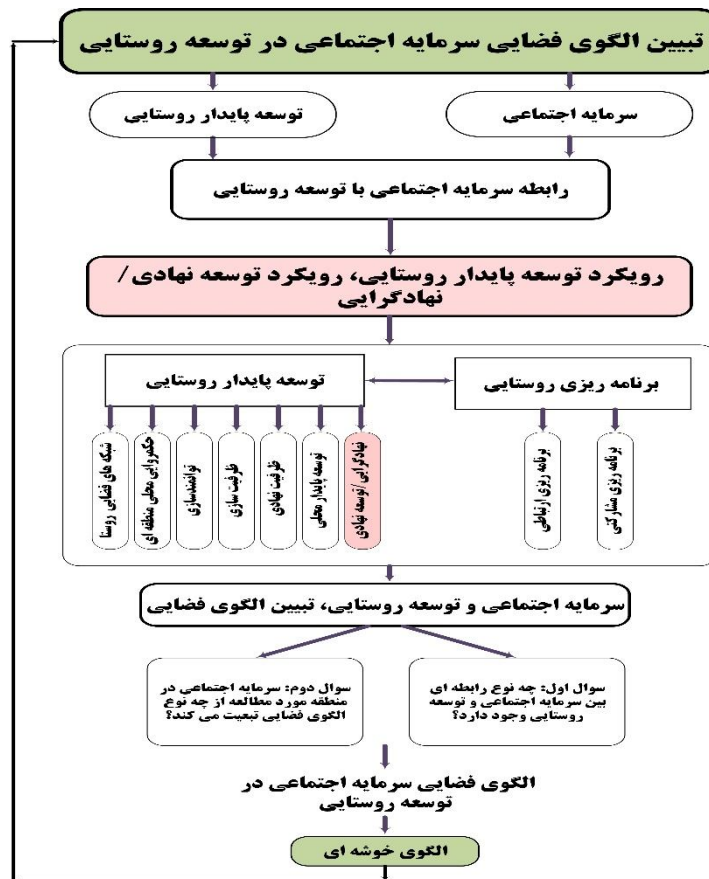 تبیین الگوی فضایی سرمایه اجتماعی در توسعه روستایی
سرمایه اجتماعی
توسعه پایدار روستایی
رابطه سرمایه اجتماعی با توسعه روستایی
رویکرد توسعه پایدار روستایی، رویکرد توسعه نهادی/
نهادگرایی
برنامه ریزی روستایی
توسعه پایدار روستایی
برنامه ریزی مشارکتی
برنامه ریزی ارتباطی
نهادگرایی/توسعه نهادی
توسعه پایدار محلی
ظرفیت نهادی
ظرفیت سازی
توانمندسازی
حکمروایی محلی منطقه ای
شبکه های فضایی روستا
سرمایه اجتماعی و توسعه روستایی، تبیین الگوی فضایی
سوال اول: چه نوع رابطه ای
بین سرمایه اجتماعی و توسعه
روستایی وجود دارد؟
سوال دوم: سرمایه اجتماعی در
منطقه مورد مطالعه از چه نوع
الگوی فضایی تبعیت می کند؟
الگوی فضایی سرمایه اجتماعی در
توسعه روستایی
الگوی خوشه ای